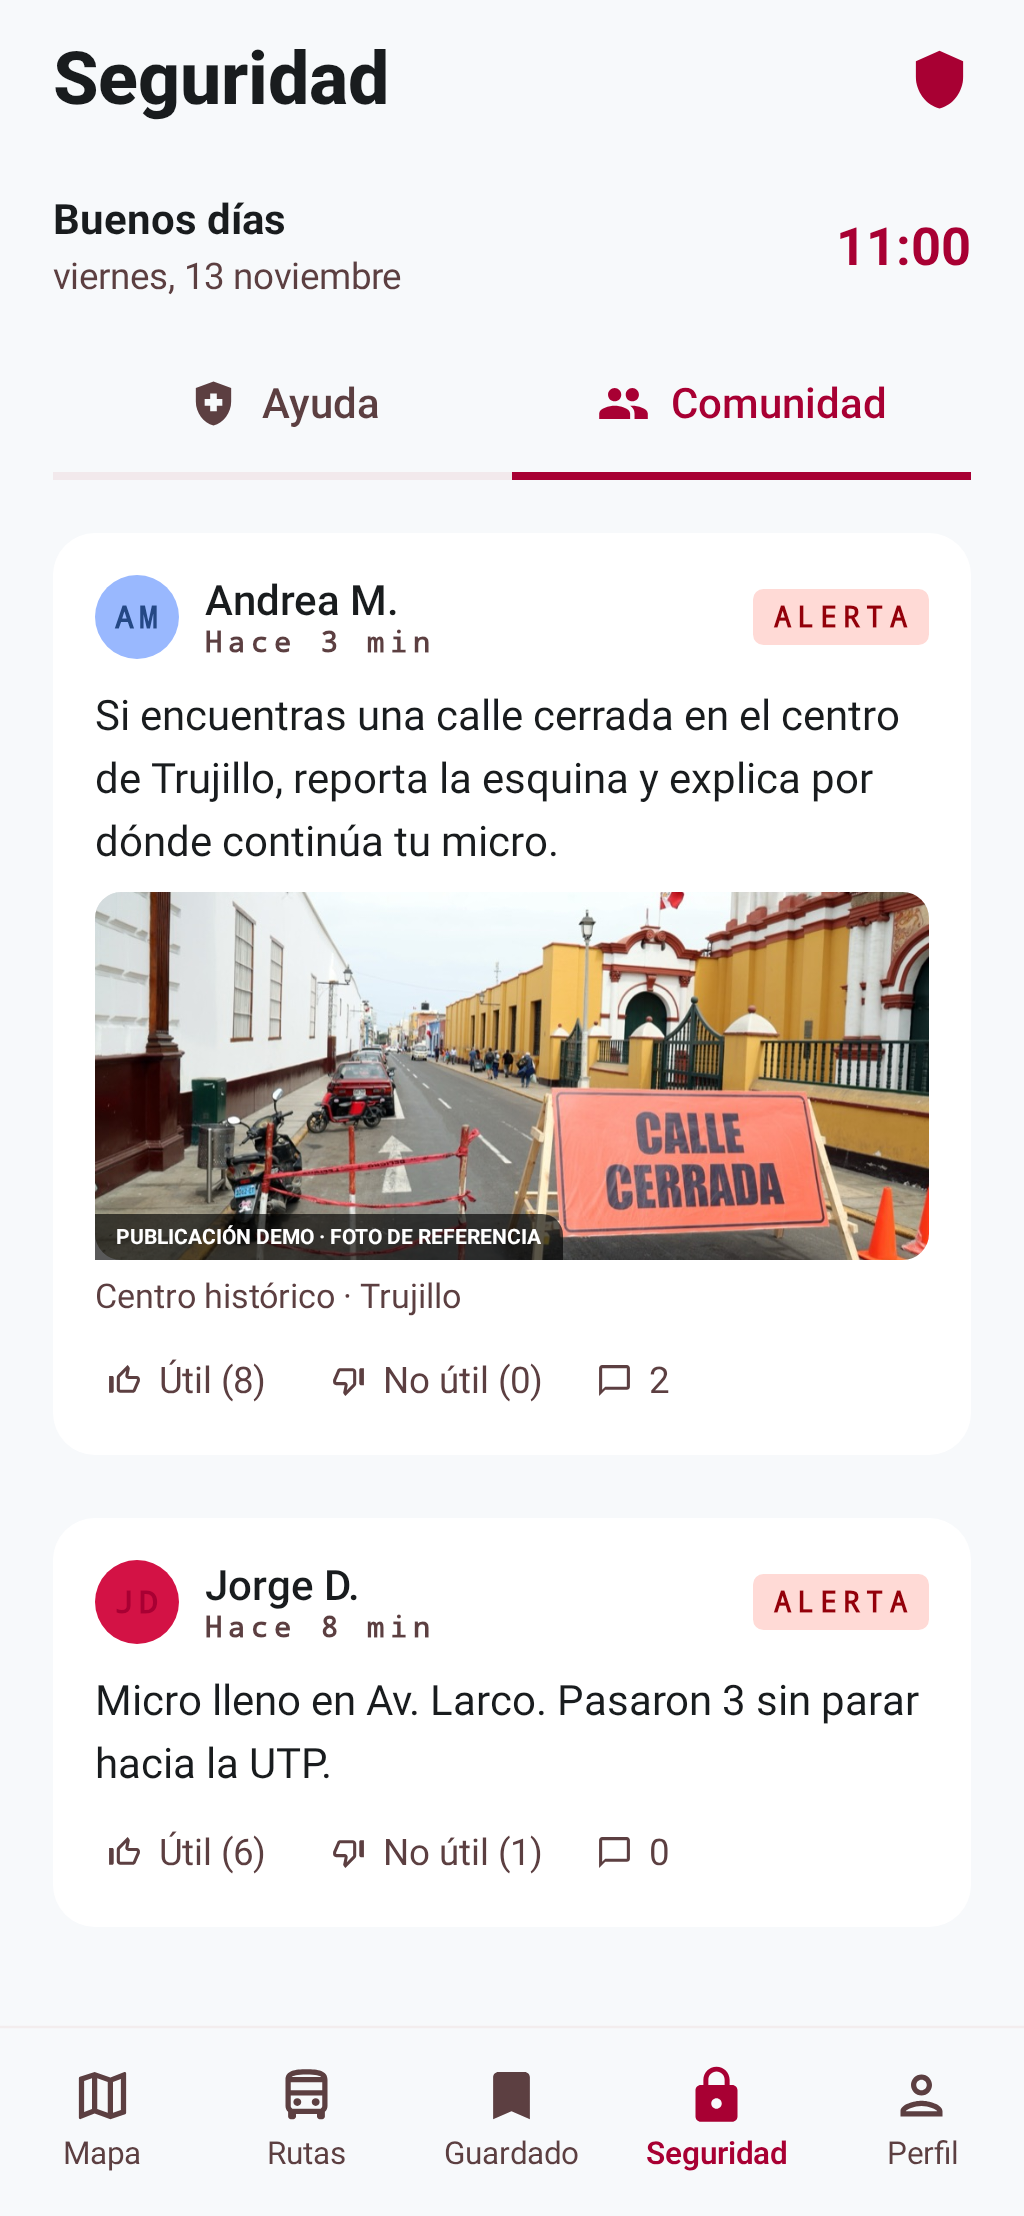 Seguridad
Buenos días
viernes, 13 noviembre
11:00
Ayuda
Comunidad
AM
Andrea M.
Hace 3 min
ALERTA
Si encuentras una calle cerrada en el centro
de Trujillo, reporta la esquina y explica por
dónde continúa tu micro.
CALLE
CERRADA
PUBLICACIÓN DEMO · FOTO DE REFERENCIA
Centro histórico · Trujillo
Útil (8)
No útil (0)
2
JD
Jorge D.
Hace 8 min
ALERTA
Micro lleno en Av. Larco. Pasaron 3 sin parar
hacia la UTP.
Útil (6)
No útil (1)
0
Mapa
Rutas
Guardado
Seguridad
Perfil